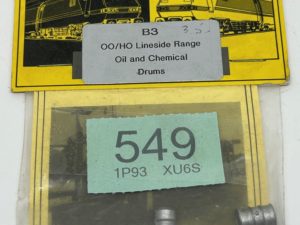 B3
OO/HO Lineside Range
Oil and Chemical
Drums
549
1P93 XU6S